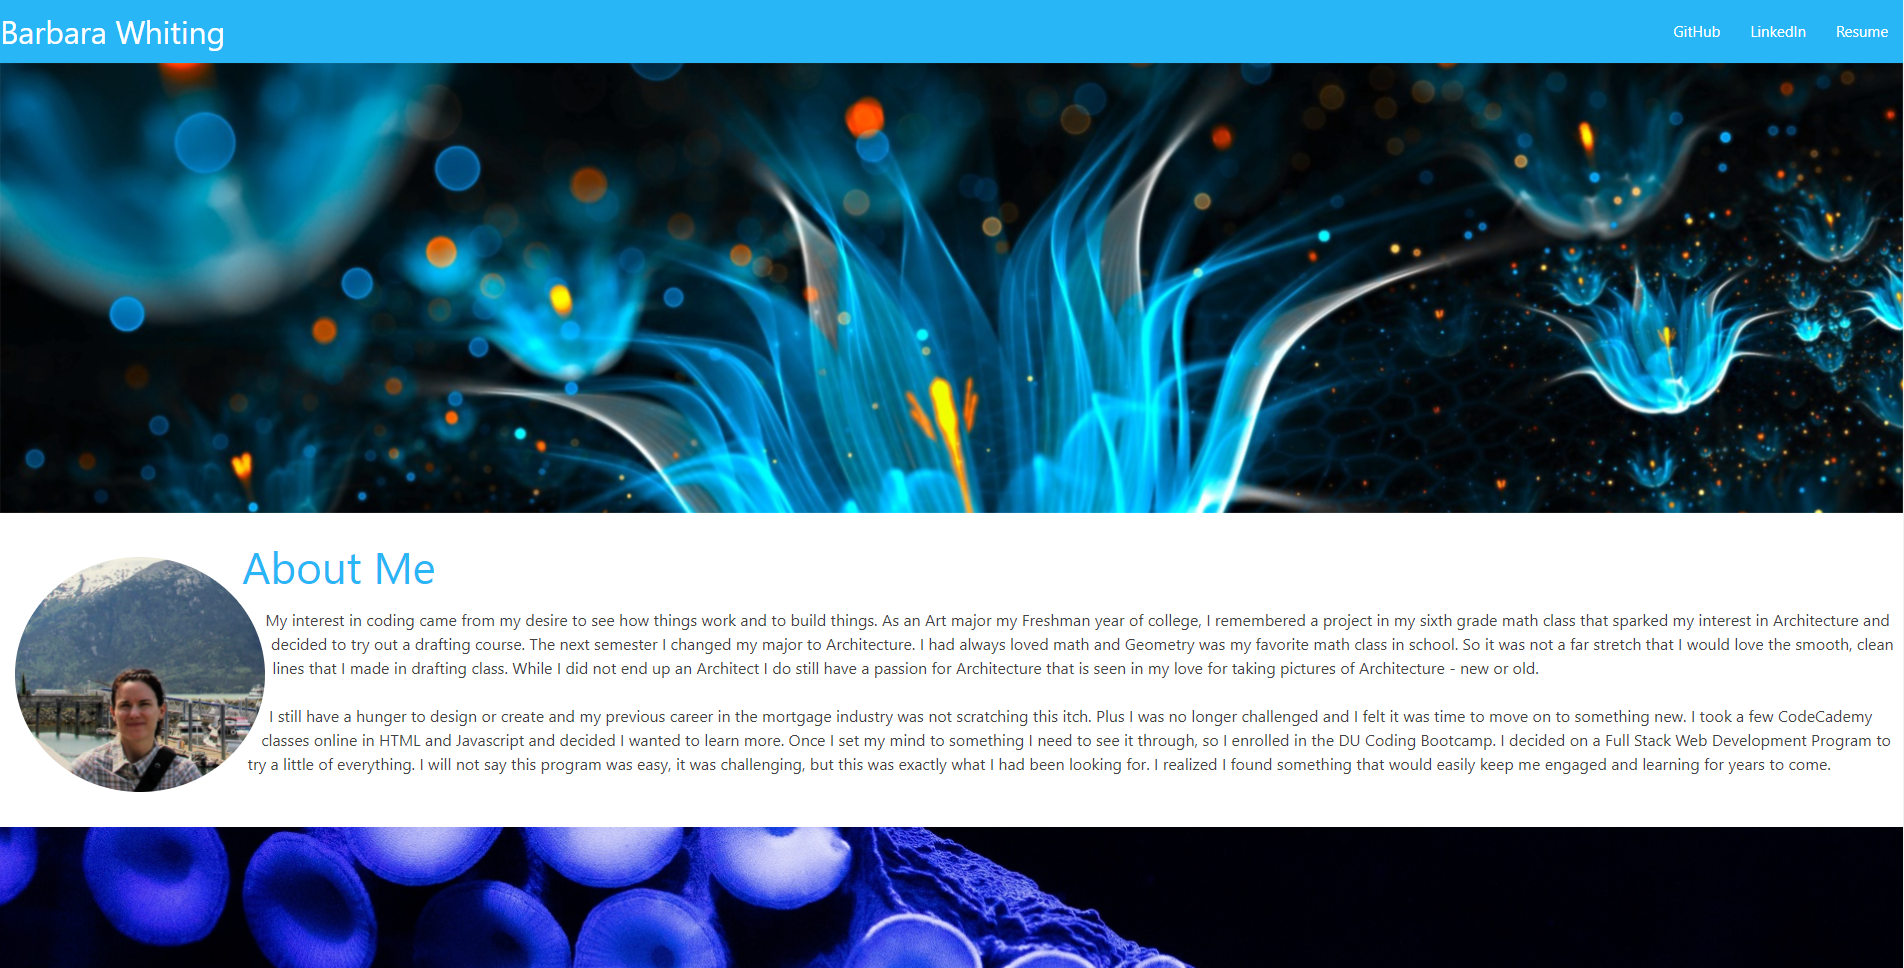 Barbara Whiting
GitHub LinkedIn Resume
About Me
My interest in coding came from my desire to see how things work and to build things. As an Art major my Freshman year of college, I remembered a project in my sixth grade math class that sparked my interest in Architecture and
decided to try out a drafting course. The next semester I changed my major to Architecture. I had always loved math and Geometry was my favorite math class in school. So it was not a far stretch that I would love the smooth, clean
lines that I made in drafting class. While I did not end up an Architect I do still have a passion for Architecture that is seen in my love for taking pictures of Architecture - new or old.
I still have a hunger to design or create and my previous career in the mortgage industry was not scratching this itch. Plus I was no longer challenged and I felt it was time to move on to something new. I took a few CodeCademy
classes online in HTML and Javascript and decided I wanted to learn more. Once I set my mind to something I need to see it through, so I enrolled in the DU Coding Bootcamp. I decided on a Full Stack Web Development Program to
try a little of everything. I will not say this program was easy, it was challenging, but this was exactly what I had been looking for. I realized I found something that would easily keep me engaged and learning for years to come.